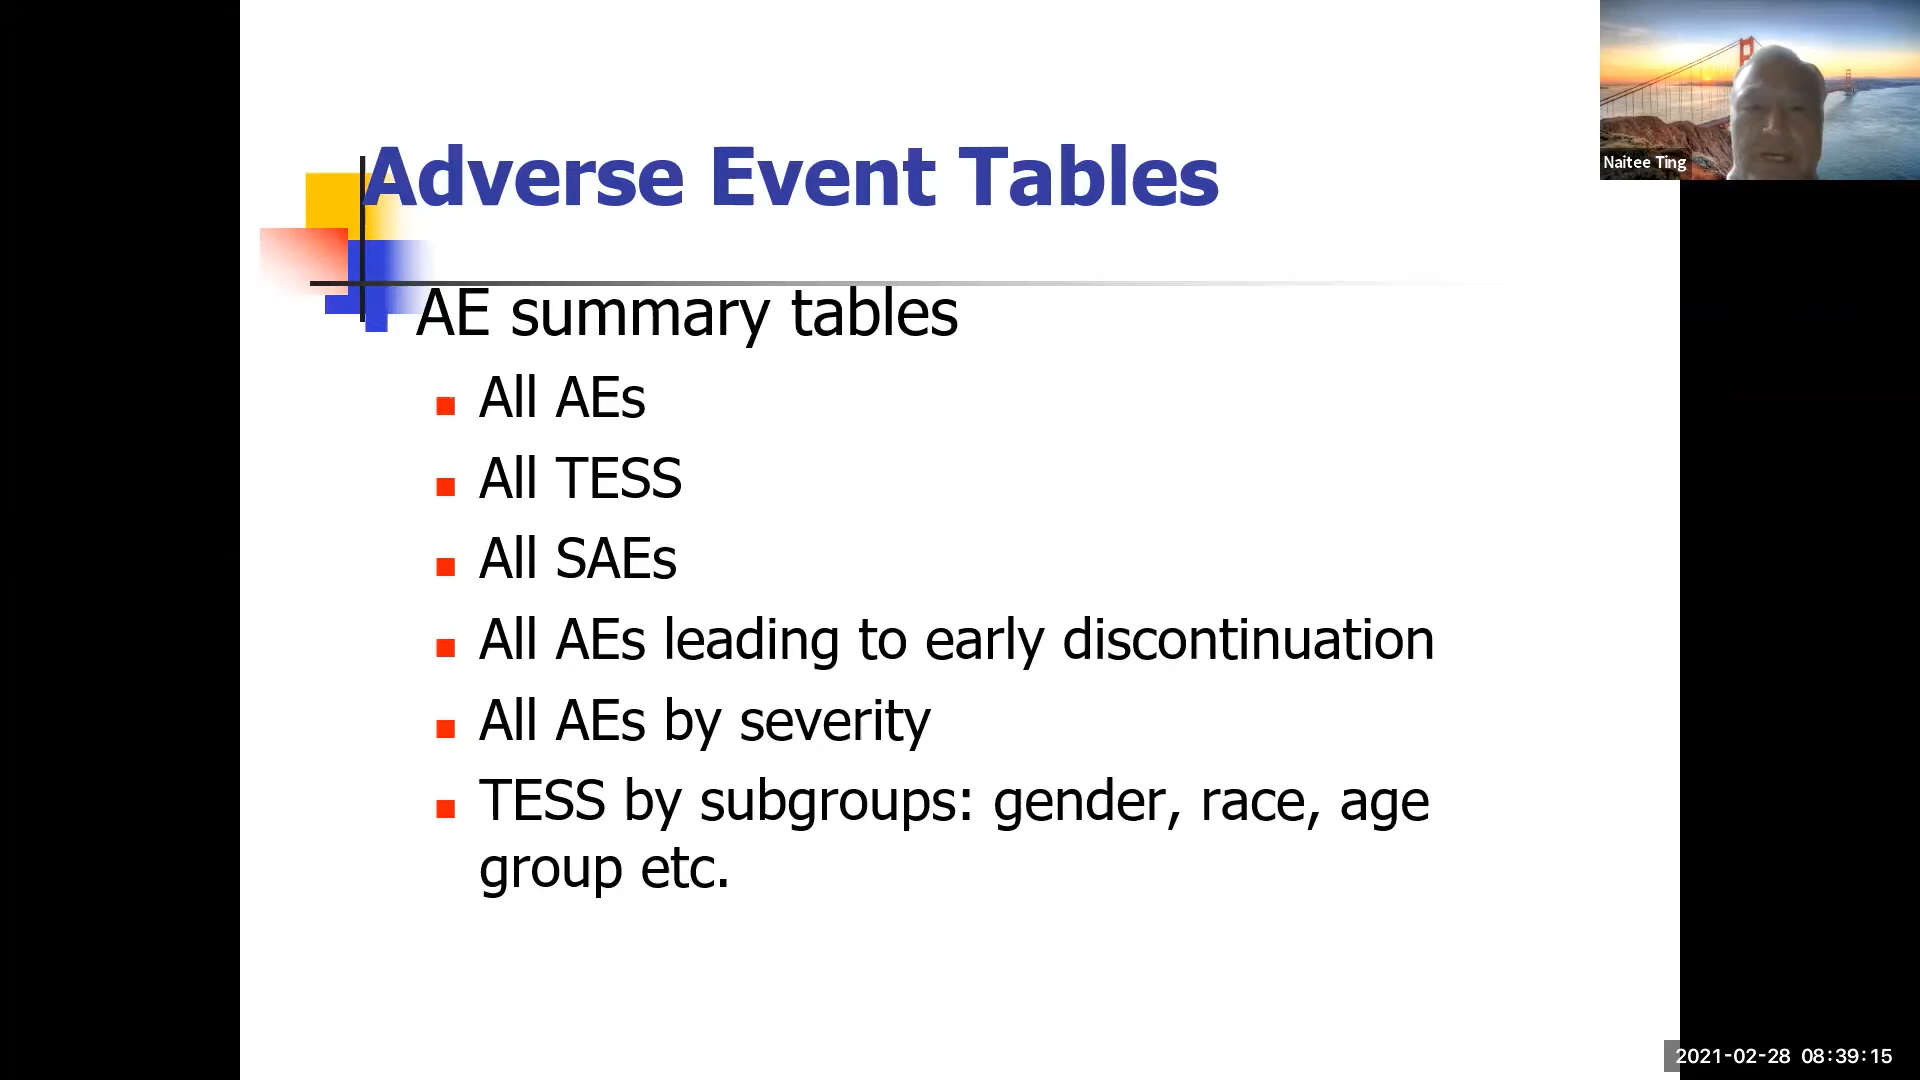 Adverse Event Tables
AE summary tables
All AEs
All TESS
All SAEs
All AEs leading to early discontinuation
All AEs by severity
TESS by subgroups: gender, race, age
group etc.
Naitee Ting
2021-02-28 08:39:15